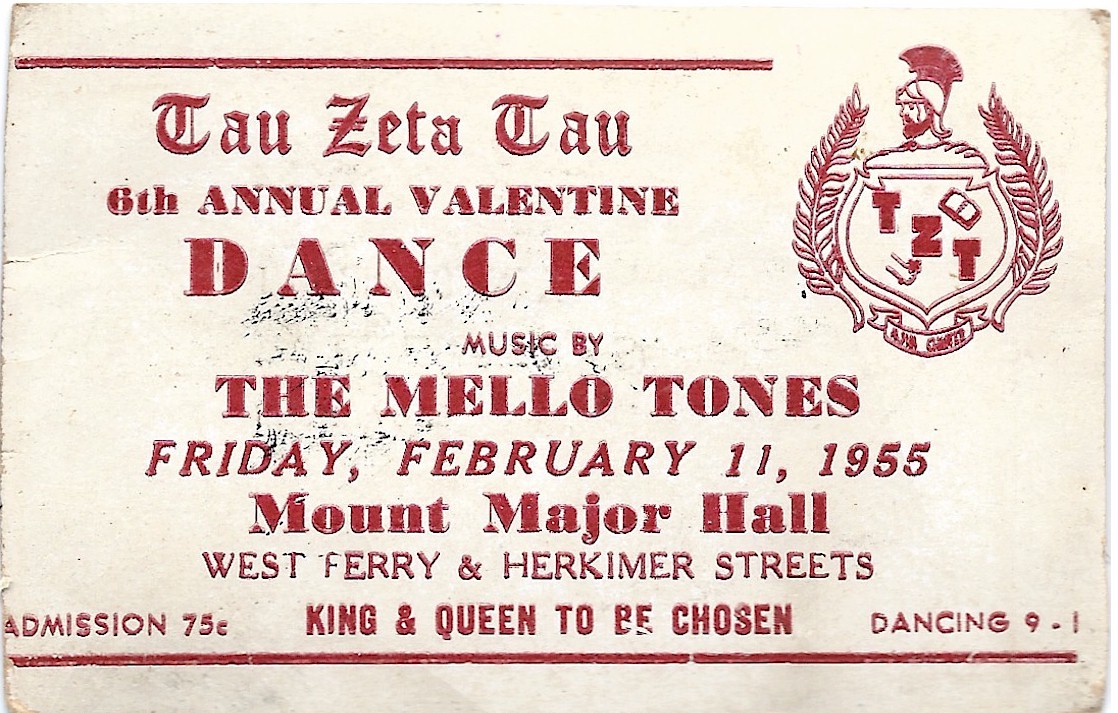 Tau Zeta Tau
6th ANNUAL VALENTINE
DANCE
MUSIC BY
THE MELLO TONES
FRIDAY, FEBRUARY 11, 1955
Mount Major Hall
WEST FERRY & HERKIMER STREETS
ADMISSION 75c KING & QUEEN TO BE CHOSEN DANCING 9 - 1
TZT